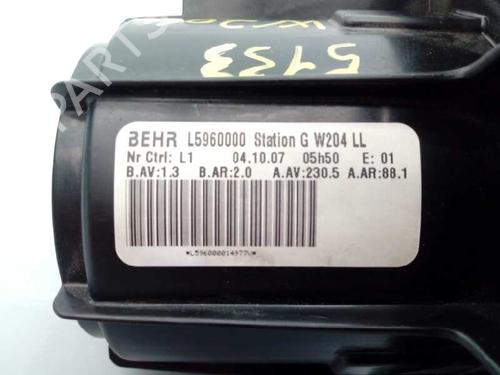 5133
BEHR L5960000 Station G W204 LL
Nr Ctrl: L1 04.10.07 05h50 E: 01
B.AV:1.3 B.AR:2.0 A.AV:230.5 A.AR:88.1
*L596000014977U*